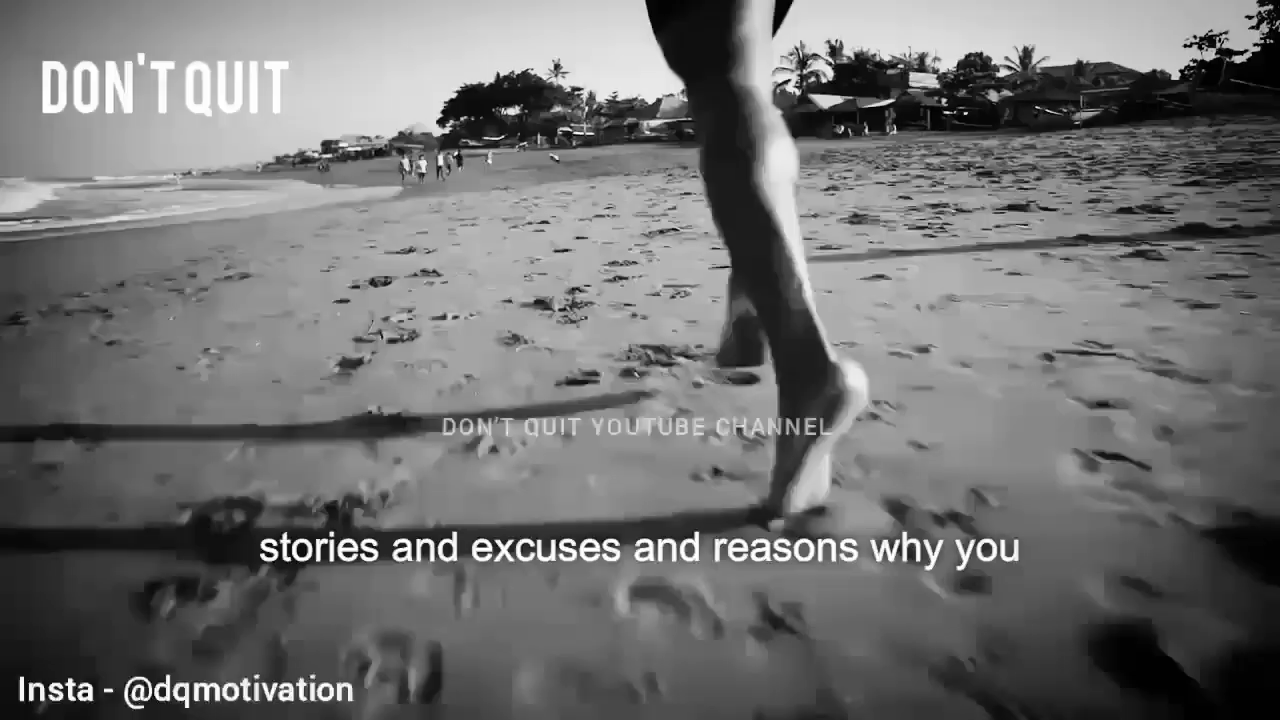 DON'T QUIT
DON'T QUIT YOUTUBE CHANNEL
stories and excuses and reasons why you
Insta - @dqmotivation